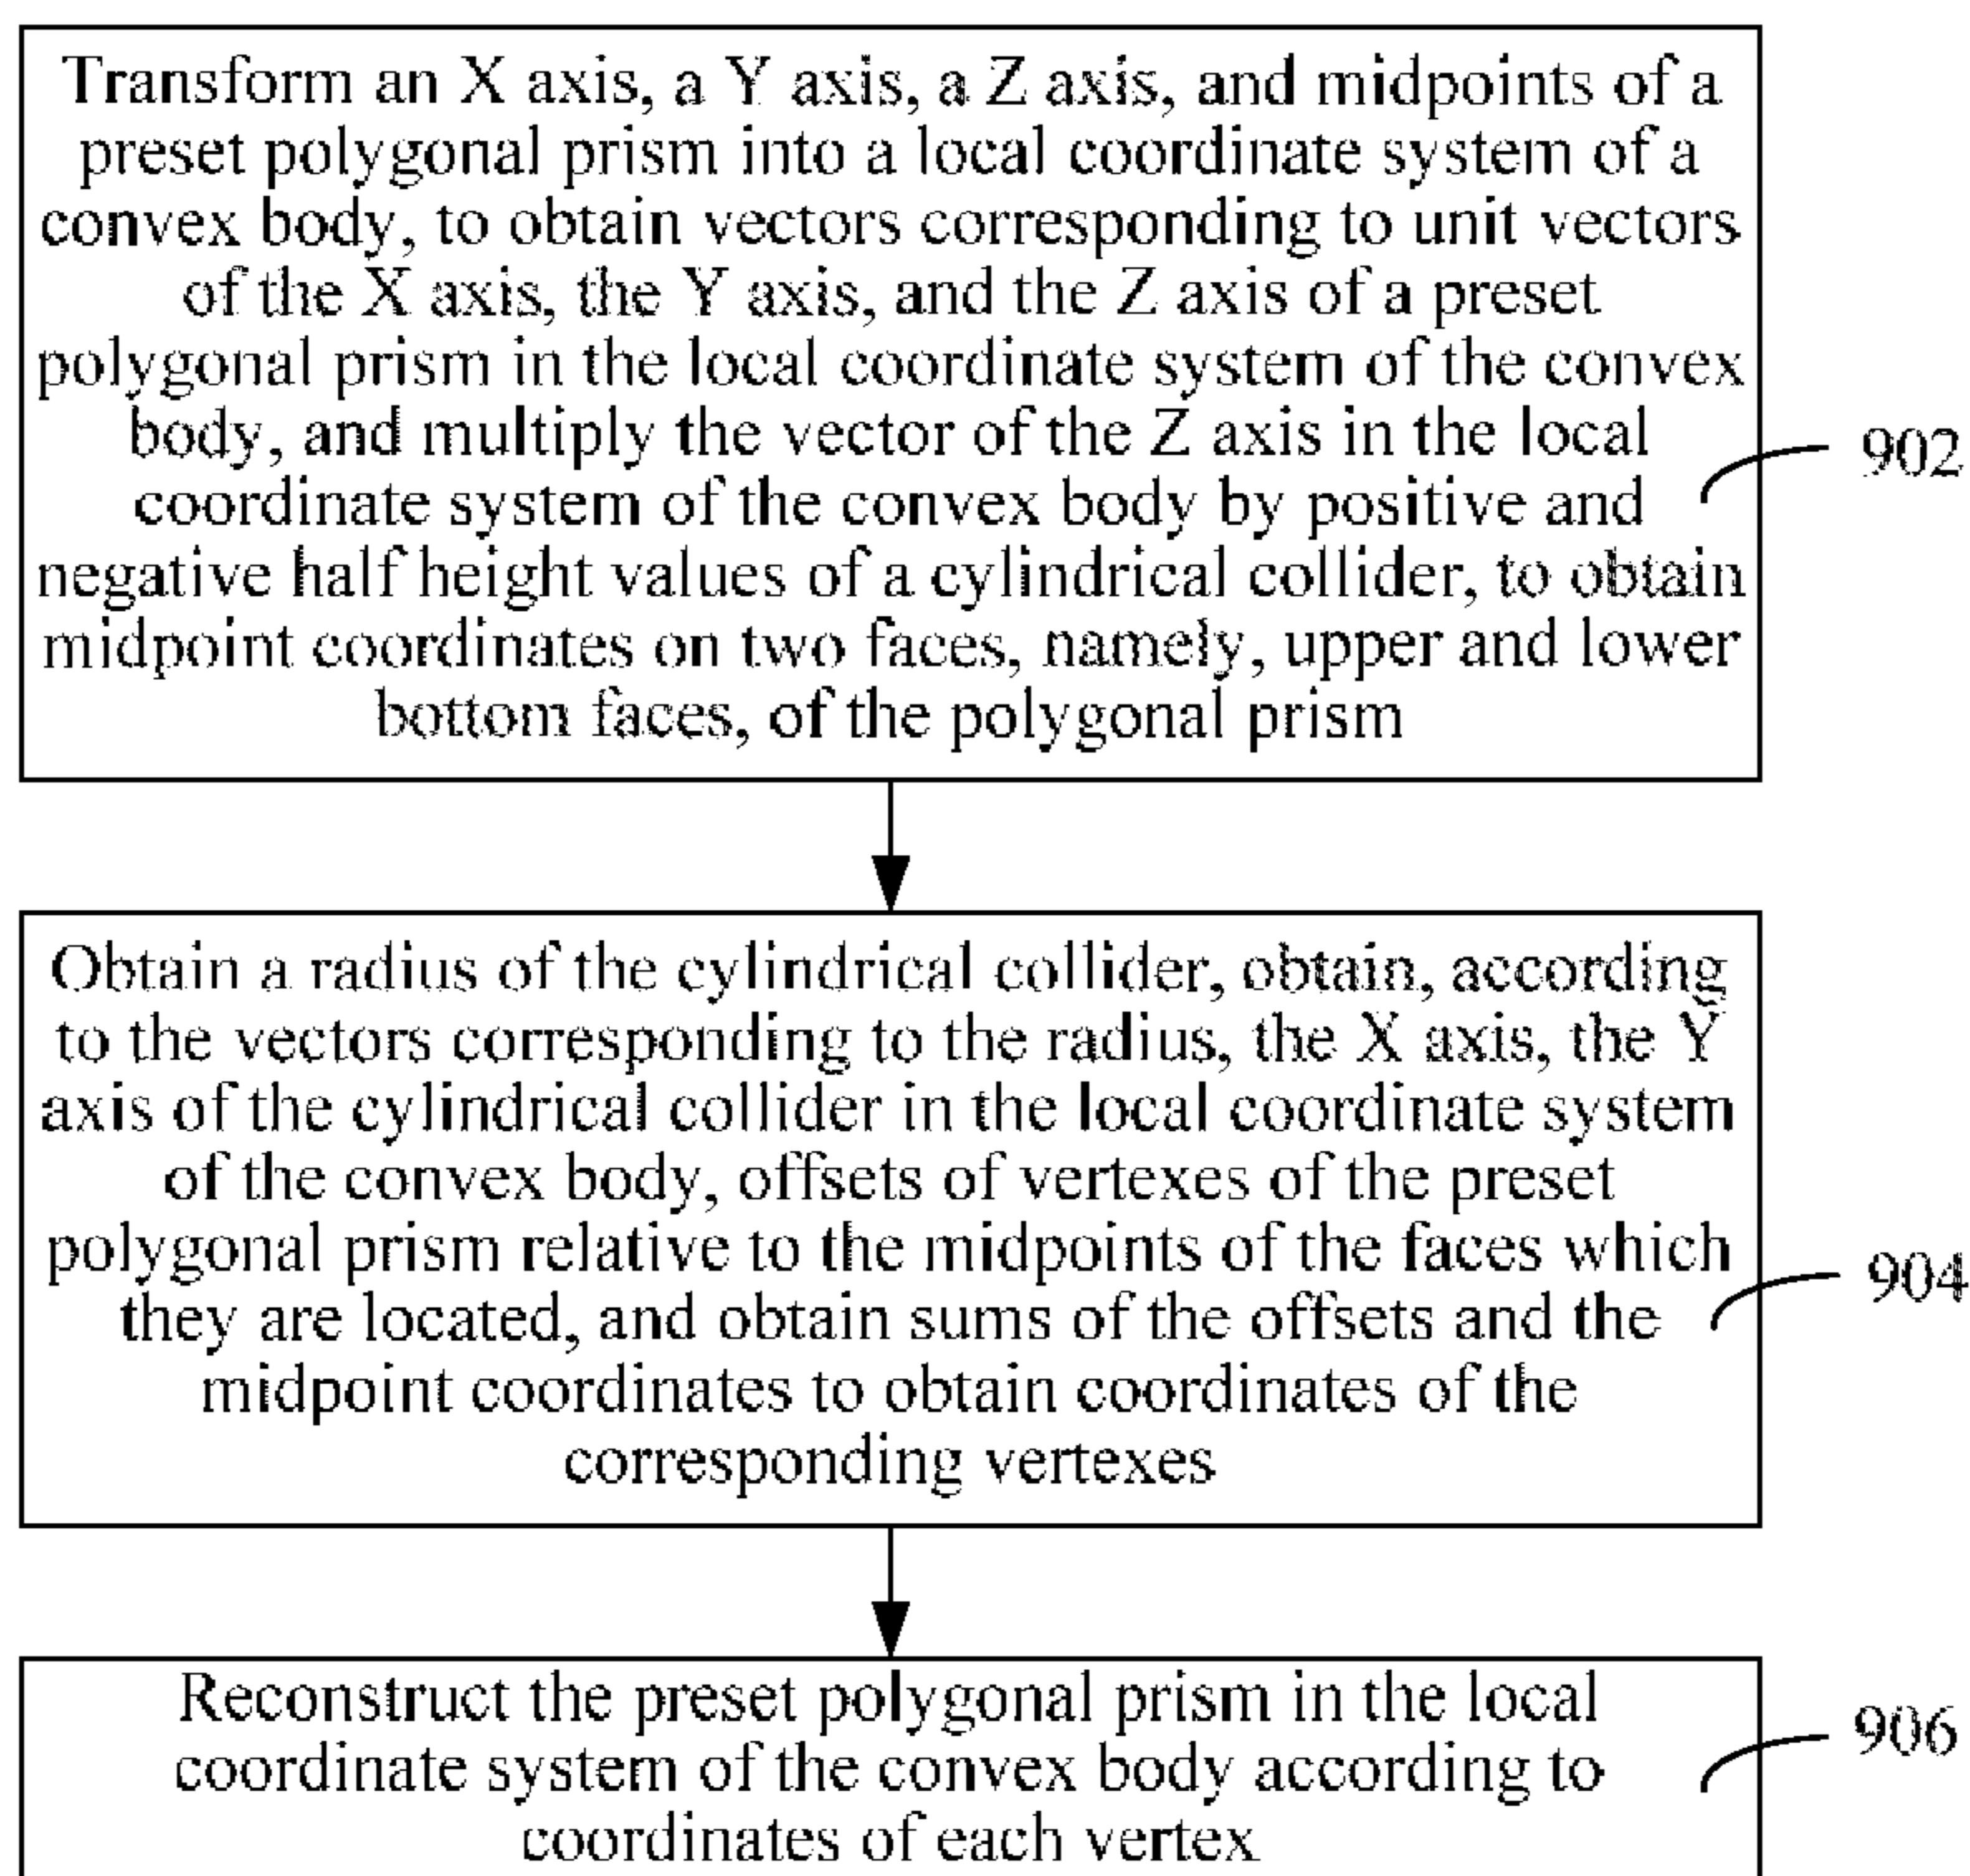 Transform an X axis, a Y axis, a Z axis, and midpoints of a
preset polygonal prism into a local coordinate system of a
convex body, to obtain vectors corresponding to unit vectors
of the X axis, the Y axis, and the Z axis of a preset
polygonal prism in the local coordinate system of the convex
body, and multiply the vector of the Z axis in the local
coordinate system of the convex body by positive and
negative half height values of a cylindrical collider, to obtain
midpoint coordinates on two faces, namely, upper and lower
bottom faces, of the polygonal prism
902
Obtain a radius of the cylindrical collider, obtain, according
to the vectors corresponding to the radius, the X axis, the Y
axis of the cylindrical collider in the local coordinate system
of the convex body, offsets of vertexes of the preset
polygonal prism relative to the midpoints of the faces which
they are located, and obtain sums of the offsets and the
midpoint coordinates to obtain coordinates of the
corresponding vertexes
904
Reconstruct the preset polygonal prism in the local
coordinate system of the convex body according to
coordinates of each vertex
906